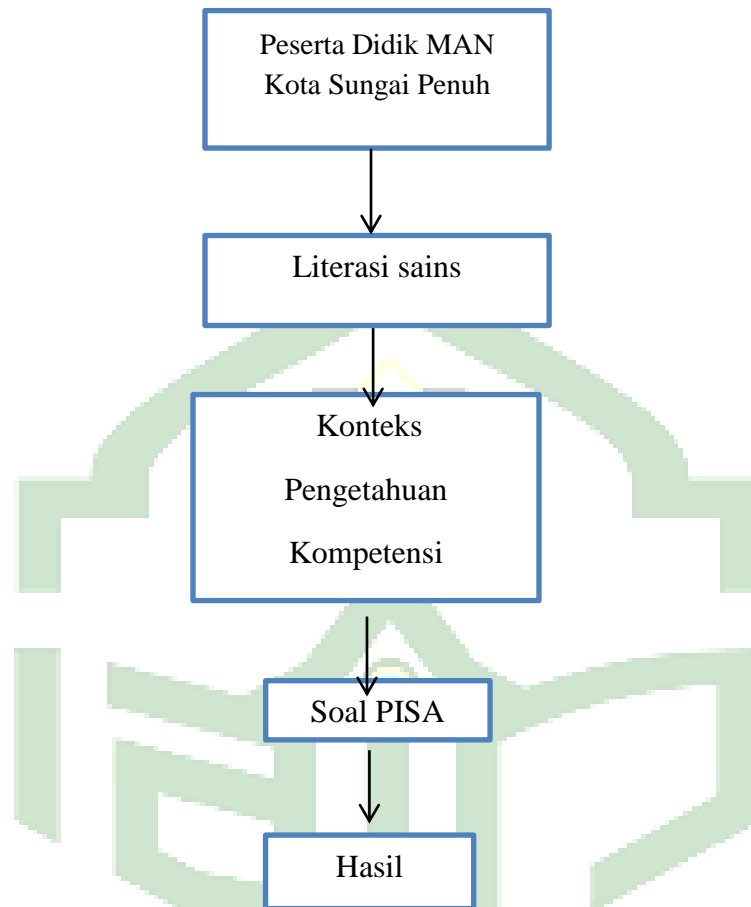 Peserta Didik MAN
Kota Sungai Penuh
Literasi sains
Konteks
Pengetahuan
Kompetensi
Soal PISA
Hasil